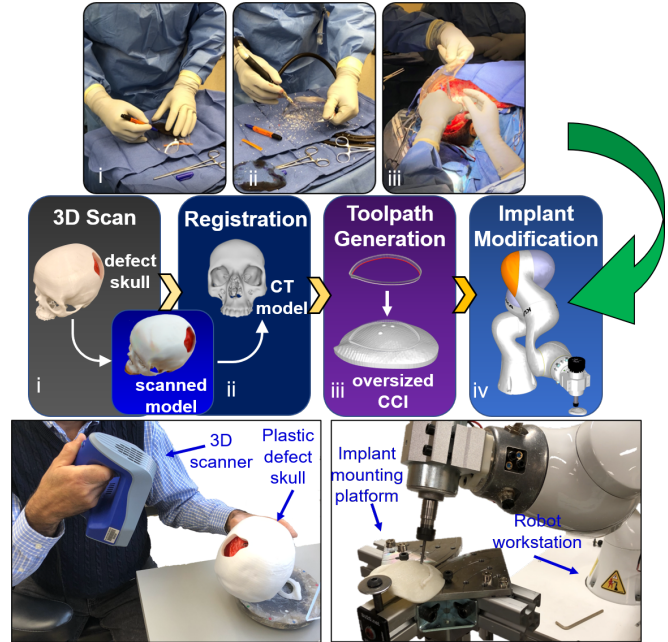 i
ii
iii
3D Scan
defect
skull
scanned
model
i
Registration
CT
model
ii
Toolpath
Generation
oversized
CCI
iii
Implant
Modification
iv
3D
scanner
Plastic
defect
skull
Implant
mounting
platform
Robot
workstation